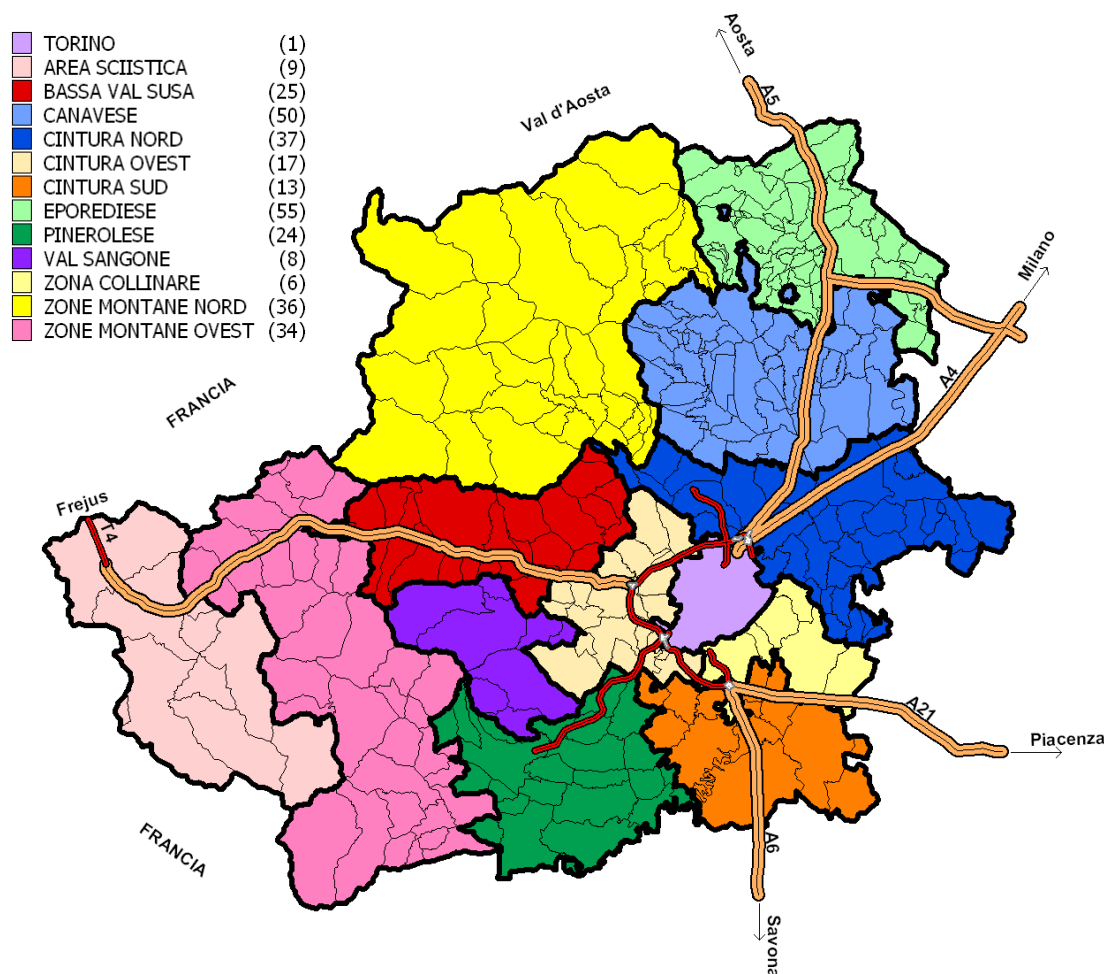 TORINO (1)
AREA SCIISTICA (9)
BASSA VAL SUSA (25)
CANAVESE (50)
CINTURA NORD (37)
CINTURA OVEST (17)
CINTURA SUD (13)
EPOREDIESE (55)
PINEROLESE (24)
VAL SANGONE (8)
ZONA COLLINARE (6)
ZONE MONTANE NORD (36)
ZONE MONTANE OVEST (34)
Aosta
A5
Val d'Aosta
Milano
A4
FRANCIA
Frejus
T4
A21
Piacenza
FRANCIA
A6
Savona